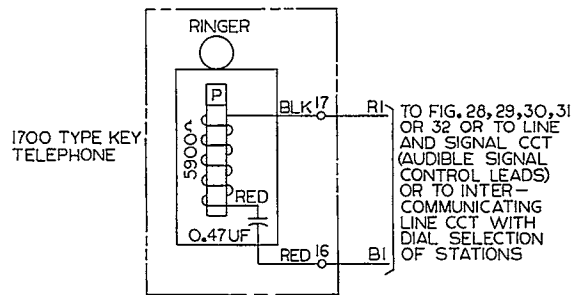 RINGER
P
BLK 17
R1
5900~
1700 TYPE KEY
TELEPHONE
RED
0.47UF
RED 16
B1
TO FIG. 28,29,30,31
OR 32 OR TO LINE
AND SIGNAL CCT
(AUDIBLE SIGNAL
CONTROL LEADS)
OR TO INTER-
COMMUNICATING
LINE CCT WITH
DIAL SELECTION
OF STATIONS